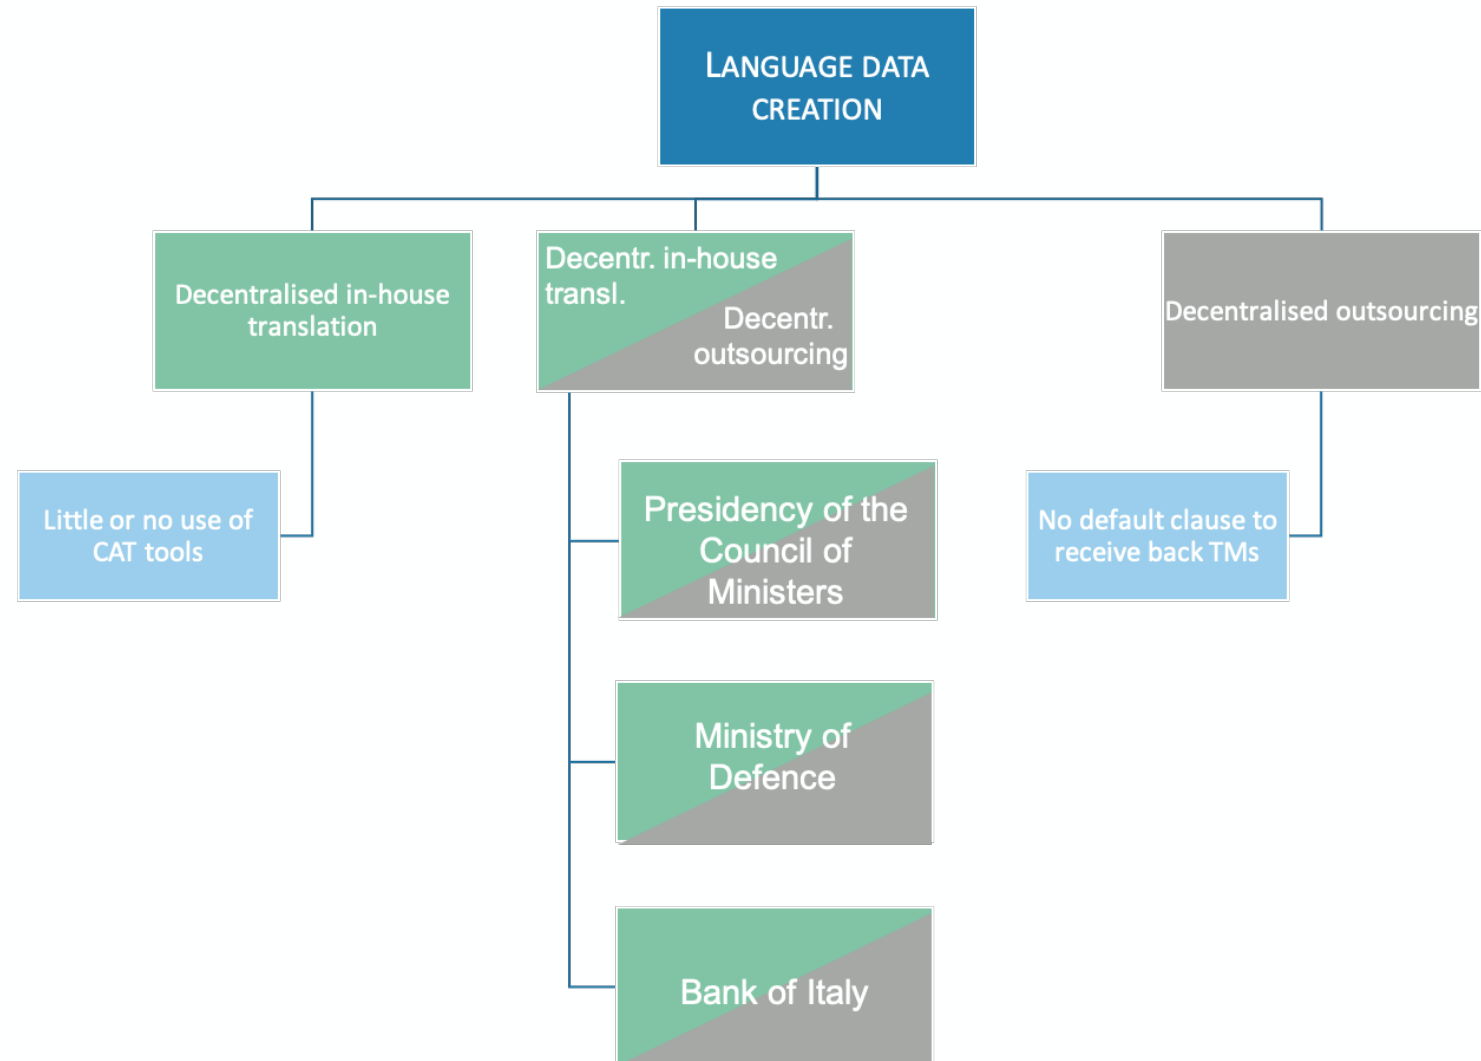 LANGUAGE DATA
CREATION
Decentralised in-house
translation
Decentr. in-house
transl.
Decentr.
outsourcing
Decentralised outsourcing
Little or no use of
CAT tools
Presidency of the
Council of
Ministers
No default clause to
receive back TMs
Ministry of
Defence
Bank of Italy